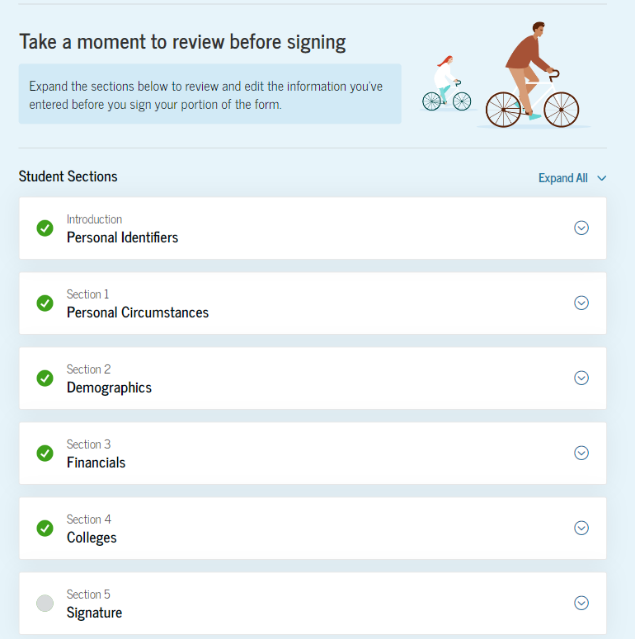 Take a moment to review before signing
Expand the sections below to review and edit the information you've
entered before you sign your portion of the form.
Student Sections
Expand All
Introduction
Personal Identifiers
Section 1
Personal Circumstances
Section 2
Demographics
Section 3
Financials
Section 4
Colleges
Section 5
Signature